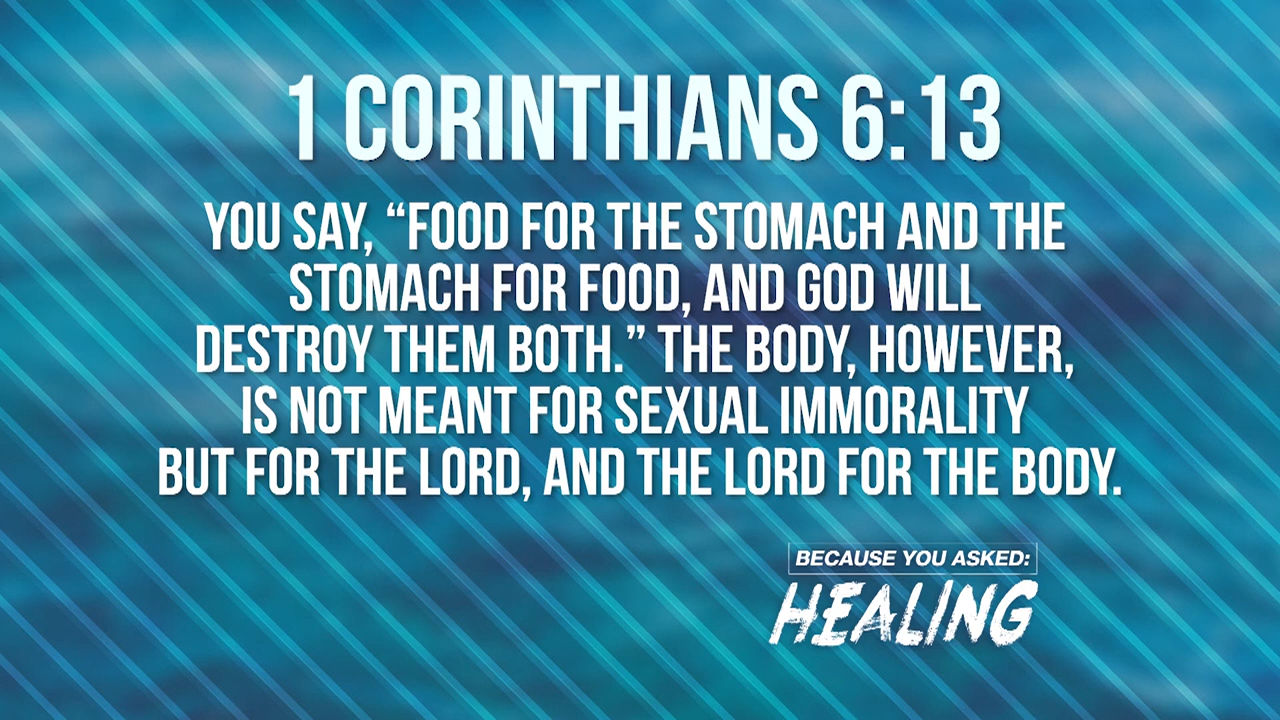 1 CORINTHIANS 6:13
YOU SAY, “FOOD FOR THE STOMACH AND THE
STOMACH FOR FOOD, AND GOD WILL
DESTROY THEM BOTH.” THE BODY, HOWEVER,
IS NOT MEANT FOR SEXUAL IMMORALITY
BUT FOR THE LORD, AND THE LORD FOR THE BODY.
BECAUSE YOU ASKED:
HEALING